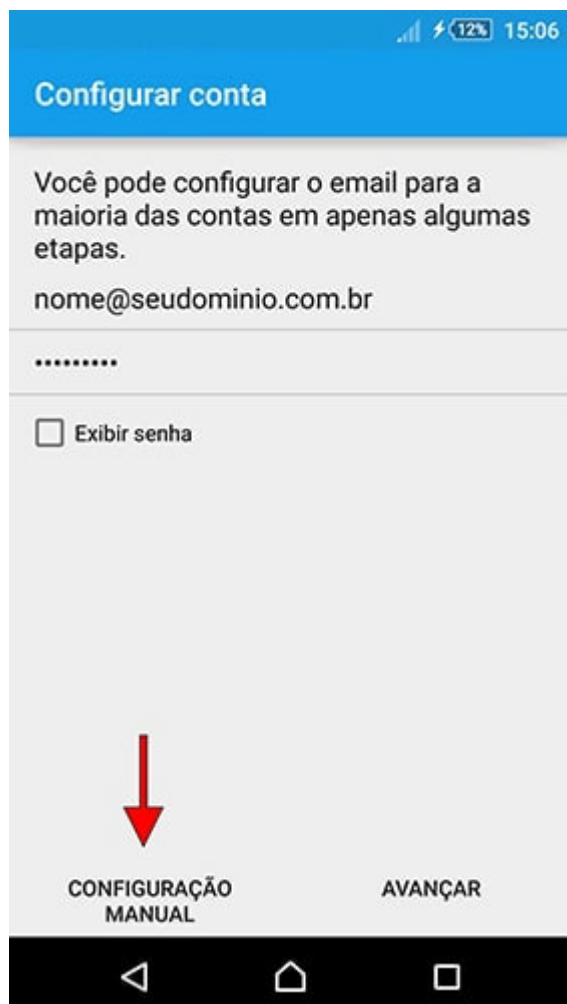 12% 15:06
Configurar conta
Você pode configurar o email para a
maioria das contas em apenas algumas
etapas.
nome@seudominio.com.br
•••••••••
Exibir senha
CONFIGURAÇÃO
MANUAL
AVANÇAR